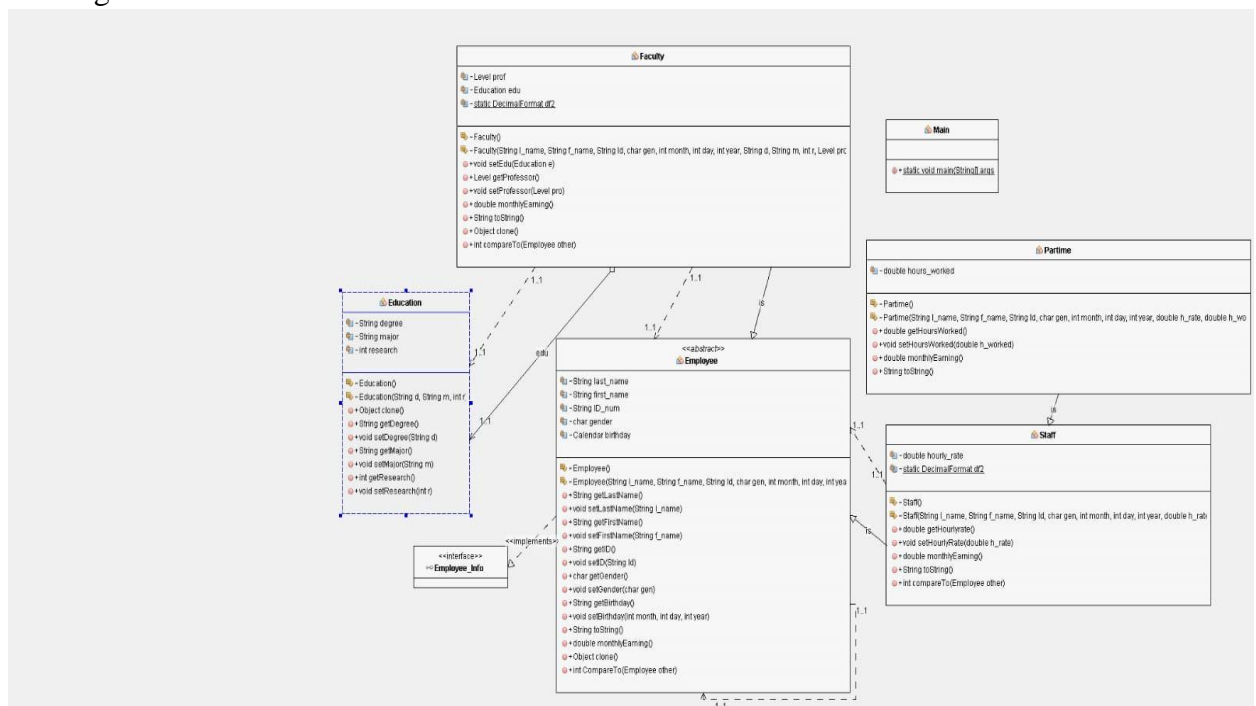 Faculty
- Level prof
- Education edu
- static DecimalFormat df2
- Faculty()
- Faculty(String l_name, String f_name, String Id, char gen, int month, int day, int year, String d, String m, int r, Level pro
+void setEdu(Education e)
+ Level getProfessor()
+void setProfessor(Level pro)
+ double monthlyEarning()
+ String toString()
+ Object clone()
+ int compareTo(Employee other)
Main
+ static void main(String[] args
Partime
- double hours_worked
- Partime()
- Partime(String l_name, String f_name, String Id, char gen, int month, int day, int year, double h_rate, double h_wo
+ double getHoursWorked()
+void setHoursWorked(double h_worked)
+ double monthlyEarning()
+ String toString()
1..1
1..1
is
1..1
1..1
edu
1..1
Education
- String degree
- String major
- int research
- Education()
- Education(String d, String m, int r,
+ Object clone()
+ String getDegree()
+ void setDegree(String d)
+ String getMajor()
+ void setMajor(String m)
+ int getResearch()
+ void setResearch(int r)
<<abstract>>
Employee
- String last_name
- String first_name
- String ID_num
- char gender
- Calendar birthday
- Employee()
- Employee(String l_name, String f_name, String Id, char gen, int month, int day, int yea
+ String getLastName()
+ void setLastName(String l_name)
+ String getFirstName()
+ void setFirstName(String f_name)
+ String getID()
+ void setID(String Id)
+ char getGender()
+void setGender(char gen)
+ String getBirthday()
+ void setBirthday(int month, int day, int year)
+ String toString()
+ double monthlyEarning()
+ Object clone()
+ int CompareTo(Employee other)
is
1..1
1..1
is
Staff
- double hourly_rate
- static DecimalFormat df2
- Staff()
- Staff(String l_name, String f_name, String Id, char gen, int month, int day, int year, double h_rate
+ double getHourlyrate()
+void setHourlyRate(double h_rate)
+ double monthlyEarning()
+ String toString()
+ int compareTo(Employee other)
<<implements>>
<<interface>>
Employee_Info
1..1
1..1